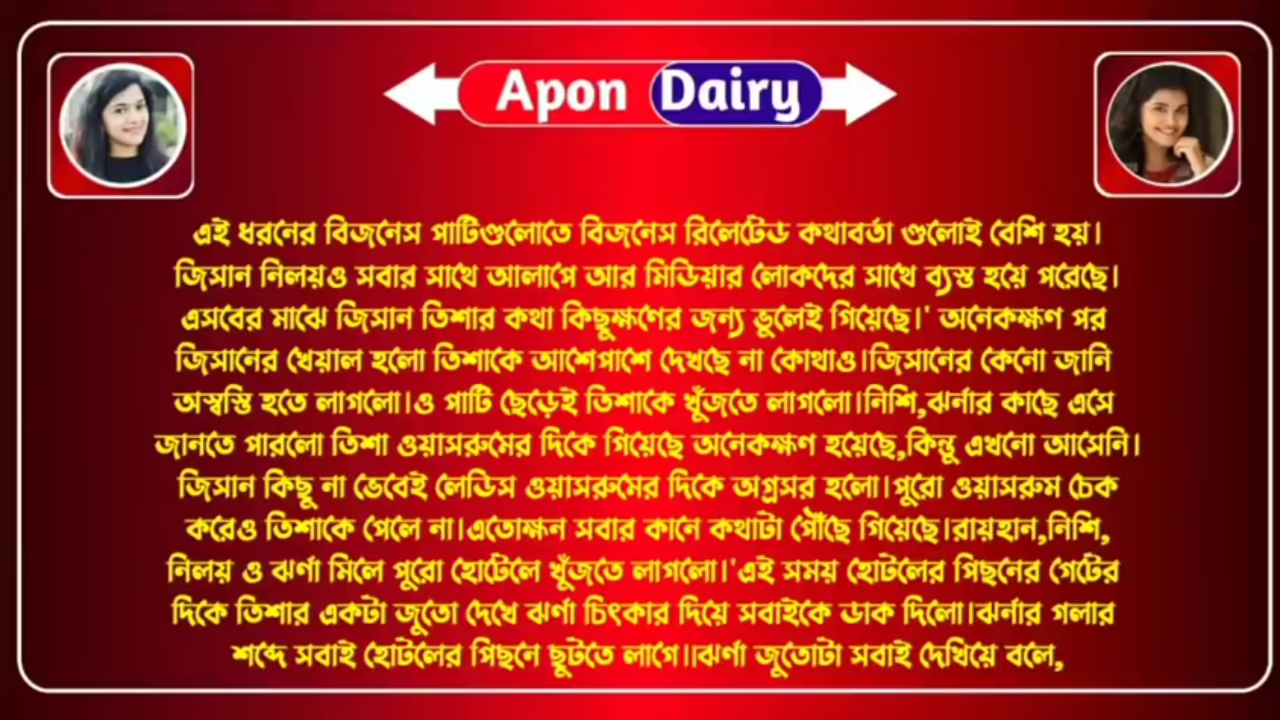 Apon Dairy
এই ধরনের বিজনেস পার্টিগুলোতে বিজনেস রিলেটেড কথাবর্তা গুলোই বেশি হয়।
জিসান নিলয়ও সবার সাথে আলাপে আর মিডিয়ার লোকদের সাথে ব্যস্ত হয়ে পরেছে।
এসবের মাঝে জিসান তিশার কথা কিছুক্ষণের জন্য ভুলেই গিয়েছে।' অনেকক্ষণ পর
জিসানের খেয়াল হলো তিশাকে আশেপাশে দেখছে না কোথাও।জিসানের কেনো জানি
অস্বস্তি হতে লাগলো।ও পার্টি ছেড়েই তিশাকে খুঁজতে লাগলো।নিশি,ঝর্নার কাছে এসে
জানতে পারলো তিশা ওয়াসরুমের দিকে গিয়েছে অনেকক্ষণ হয়েছে,কিন্তু এখনো আসেনি।
জিসান কিছু না ভেবেই লেডিস ওয়াসরুমের দিকে অগ্রসর হলো।পুরো ওয়াসরুম চেক
করেও তিশাকে পেলে না।এতোক্ষন সবার কানে কথাটা পৌঁছে গিয়েছে।রায়হান,নিশি,
নিলয় ও ঝর্ণা মিলে পুরো হোটেলে খুঁজতে লাগলো।'এই সময় হোটলের পিছনের গেটের
দিকে তিশার একটা জুতো দেখে ঝর্ণা চিৎকার দিয়ে সবাইকে ডাক দিলো।ঝর্নার গলার
শব্দে সবাই হোটলের পিছনে ছুটতে লাগে।।ঝর্ণা জুতোটা সবাই দেখিয়ে বলে,